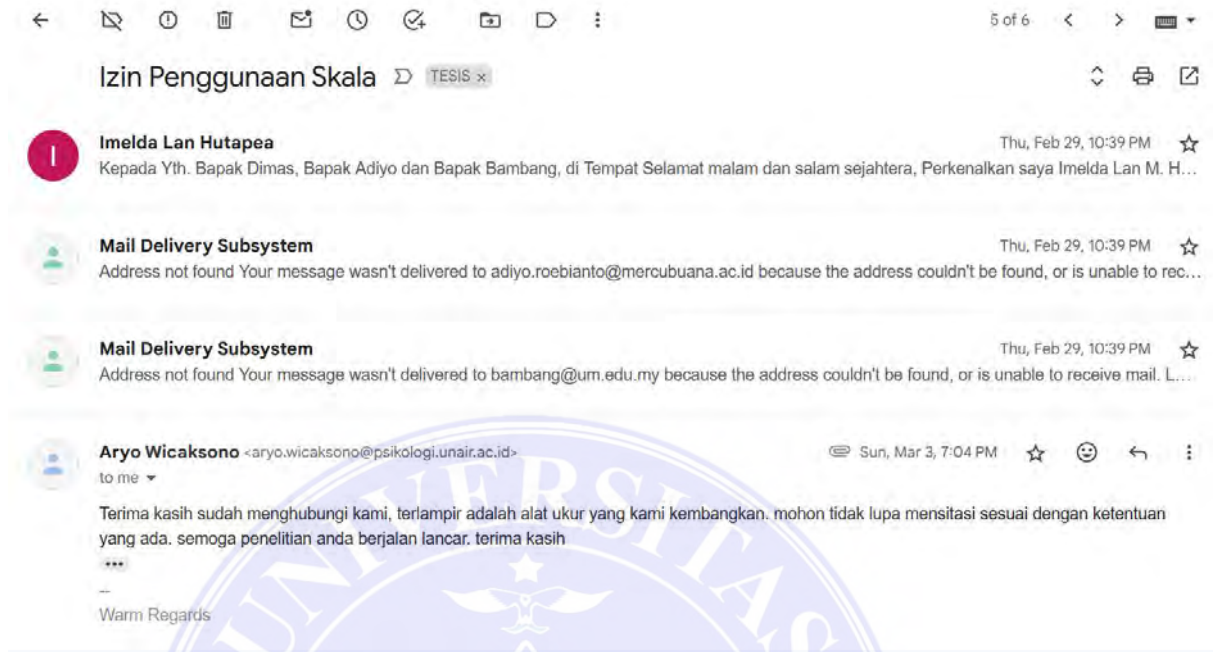 5 of 6
Izin Penggunaan Skala TESIS ×
Imelda Lan Hutapea Thu, Feb 29, 10:39 PM
I
Kepada Yth. Bapak Dimas, Bapak Adiyo dan Bapak Bambang, di Tempat Selamat malam dan salam sejahtera, Perkenalkan saya Imelda Lan M. H...
Mail Delivery Subsystem Thu, Feb 29, 10:39 PM
Address not found Your message wasn't delivered to adiyo.roebianto@mercubuana.ac.id because the address couldn't be found, or is unable to rec...
Mail Delivery Subsystem Thu, Feb 29, 10:39 PM
Address not found Your message wasn't delivered to bambang@um.edu.my because the address couldn't be found, or is unable to receive mail. L...
Aryo Wicaksono <aryo.wicaksono@psikologi.unair.ac.id> Sun, Mar 3, 7:04 PM
to me
Terima kasih sudah menghubungi kami, terlampir adalah alat ukur yang kami kembangkan. mohon tidak lupa mensitasi sesuai dengan ketentuan
yang ada. semoga penelitian anda berjalan lancar. terima kasih
•••
--
Warm Regards
UNIVERSITAS